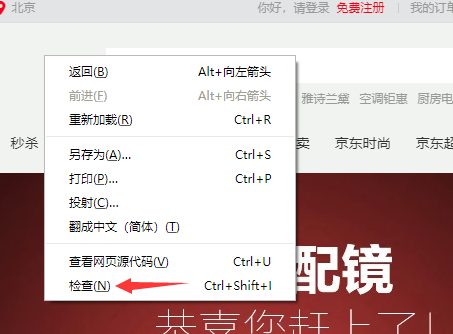 北京
你好，请登录 免费注册 | 我的订单
返回(B) Alt+向左箭头
前进(F) Alt+向右箭头
重新加载(R) Ctrl+R
雅诗兰黛 空调钜惠 厨房电
秒杀
卖 京东时尚 京东超
另存为(A)... Ctrl+S
打印(P)... Ctrl+P
投射(C)...
翻成中文（简体）(T)
查看网页源代码(V) Ctrl+U
检查(N) Ctrl+Shift+I
配镜
恭喜您赶上了!